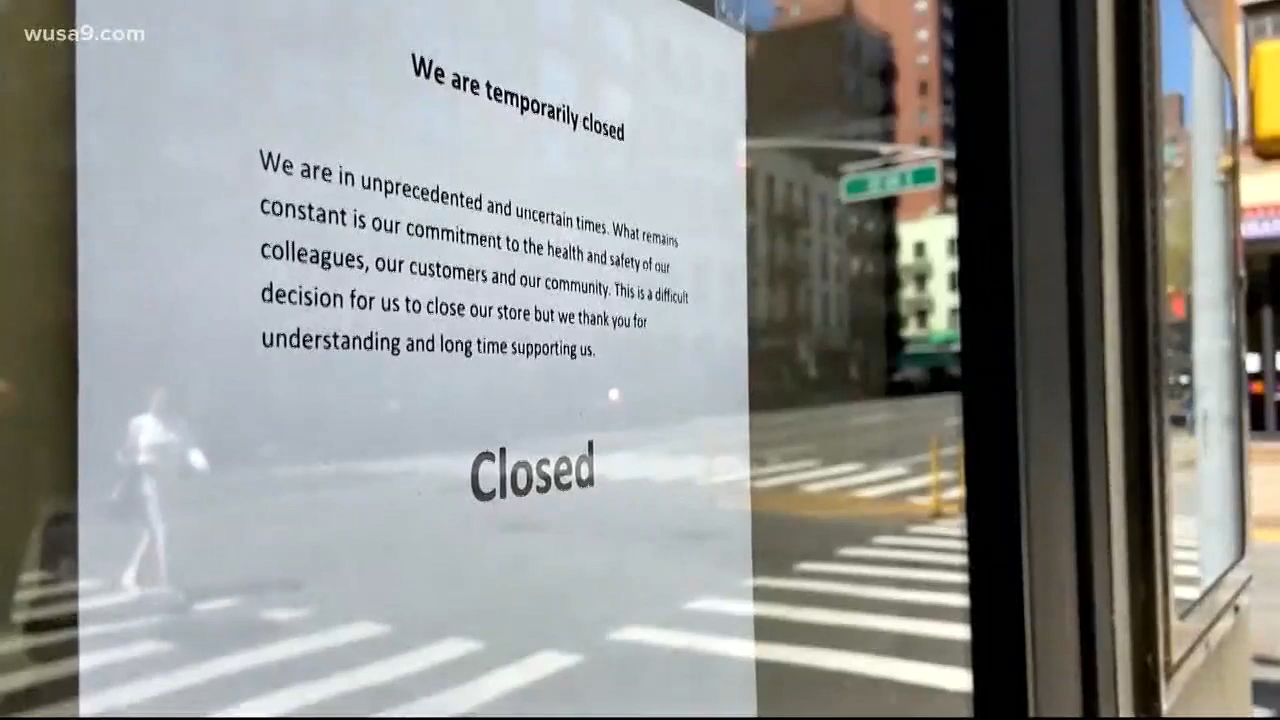 wusa9.com
We are temporarily closed
We are in unprecedented and uncertain times. What remains
constant is our commitment to the health and safety of our
colleagues, our customers and our community. This is a difficult
decision for us to close our store but we thank you for
understanding and long time supporting us.
Closed